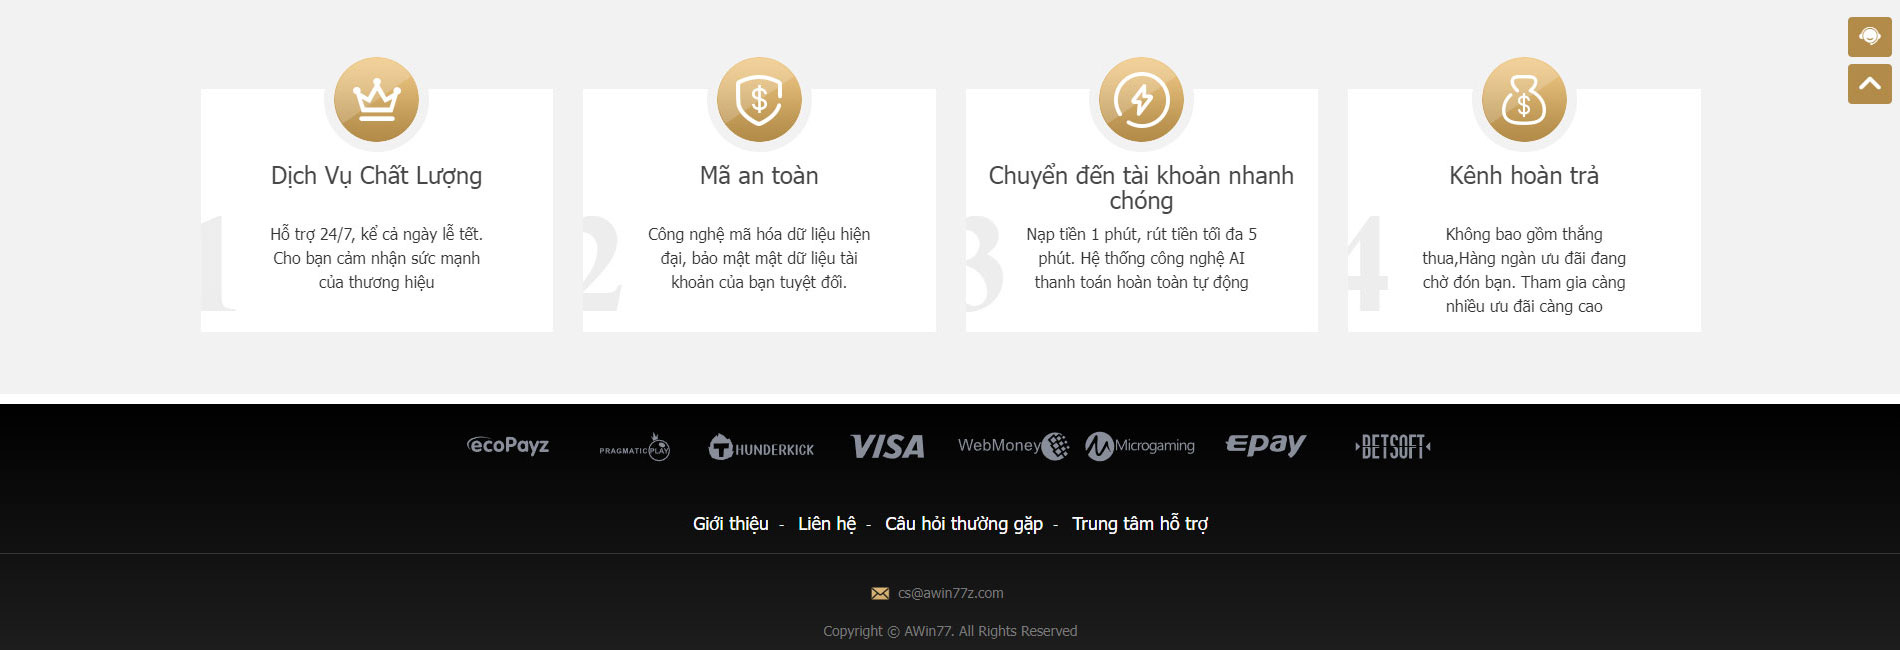 Dịch Vụ Chất Lượng
1
Hỗ trợ 24/7, kể cả ngày lễ tết.
Cho bạn cảm nhận sức mạnh
của thương hiệu
Mã an toàn
2
Công nghệ mã hóa dữ liệu hiện
đại, bảo mật mật dữ liệu tài
khoản của bạn tuyệt đối.
Chuyển đến tài khoản nhanh
chóng
3
Nạp tiền 1 phút, rút tiền tối đa 5
phút. Hệ thống công nghệ AI
thanh toán hoàn toàn tự động
Kênh hoàn trả
4
Không bao gồm thắng
thua,Hàng ngàn ưu đãi đang
chờ đón bạn. Tham gia càng
nhiều ưu đãi càng cao
ecoPayz PRAGMATIC PLAY THUNDERKICK VISA WebMoney Microgaming ePay BETSOFT
Giới thiệu - Liên hệ - Câu hỏi thường gặp - Trung tâm hỗ trợ
cs@awin77z.com
Copyright © AWin77. All Rights Reserved